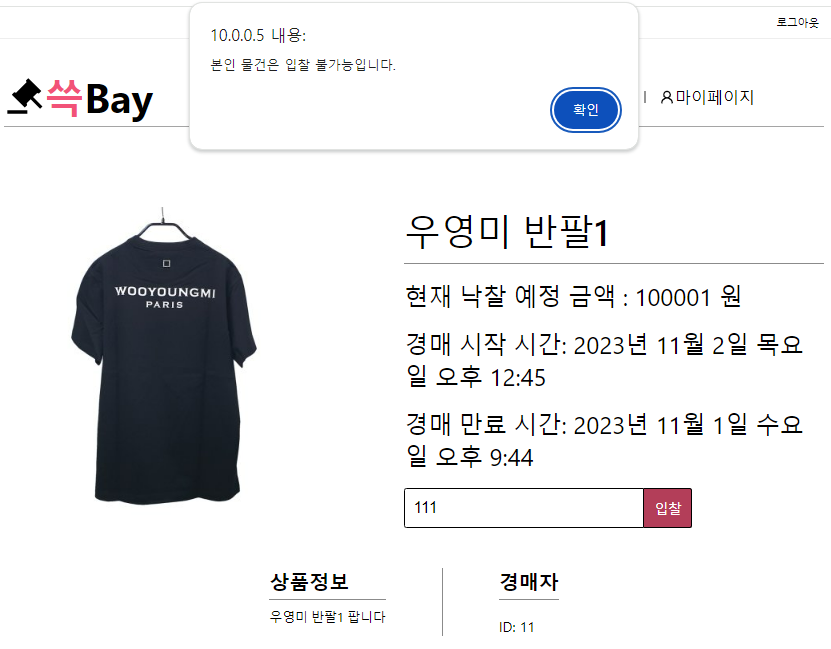 10.0.0.5 내용:
본인 물건은 입찰 불가능입니다.
확인
로그아웃
쓱Bay
| 마이페이지
WOOYOUNGMI
PARIS
우영미 반팔1
현재 낙찰 예정 금액 : 100001 원
경매 시작 시간: 2023년 11월 2일 목요
일 오후 12:45
경매 만료 시간: 2023년 11월 1일 수요
일 오후 9:44
111
입찰
상품정보
우영미 반팔1 팝니다
경매자
ID: 11